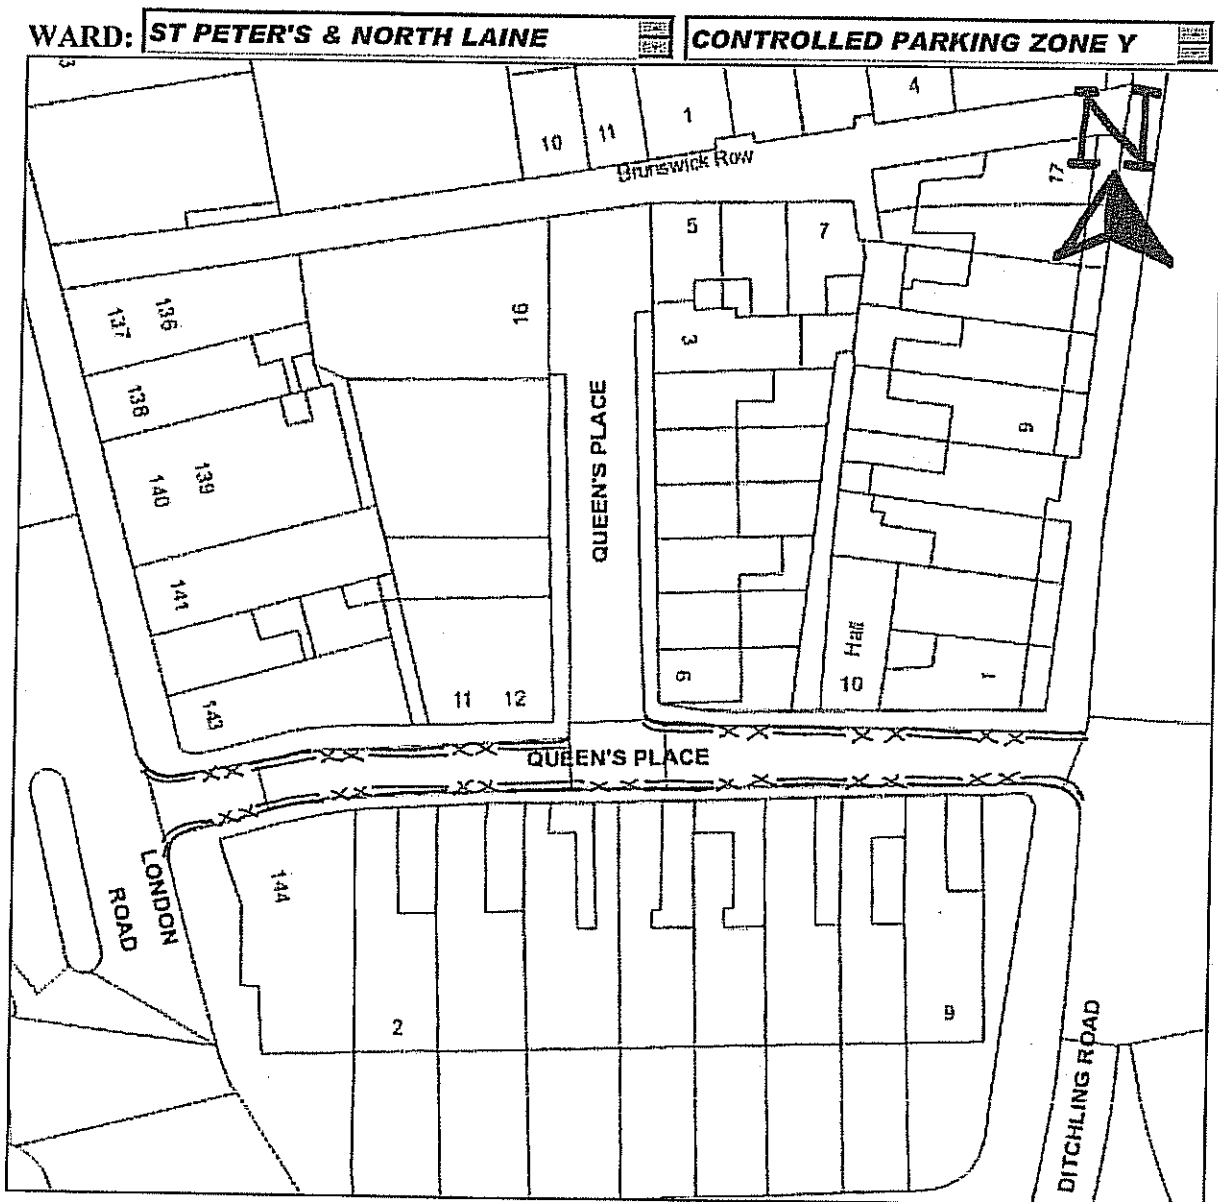 WARD: ST PETER'S & NORTH LAINE CONTROLLED PARKING ZONE Y
3
10 11 1 4
N
Brunswick Row
17
5 7
137 136
16
3
138
QUEEN'S PLACE
9
140 139
141
Hall
143
11 12
9
10
1
QUEEN'S PLACE
LONDON
ROAD
144
2
9
DITCHLING ROAD